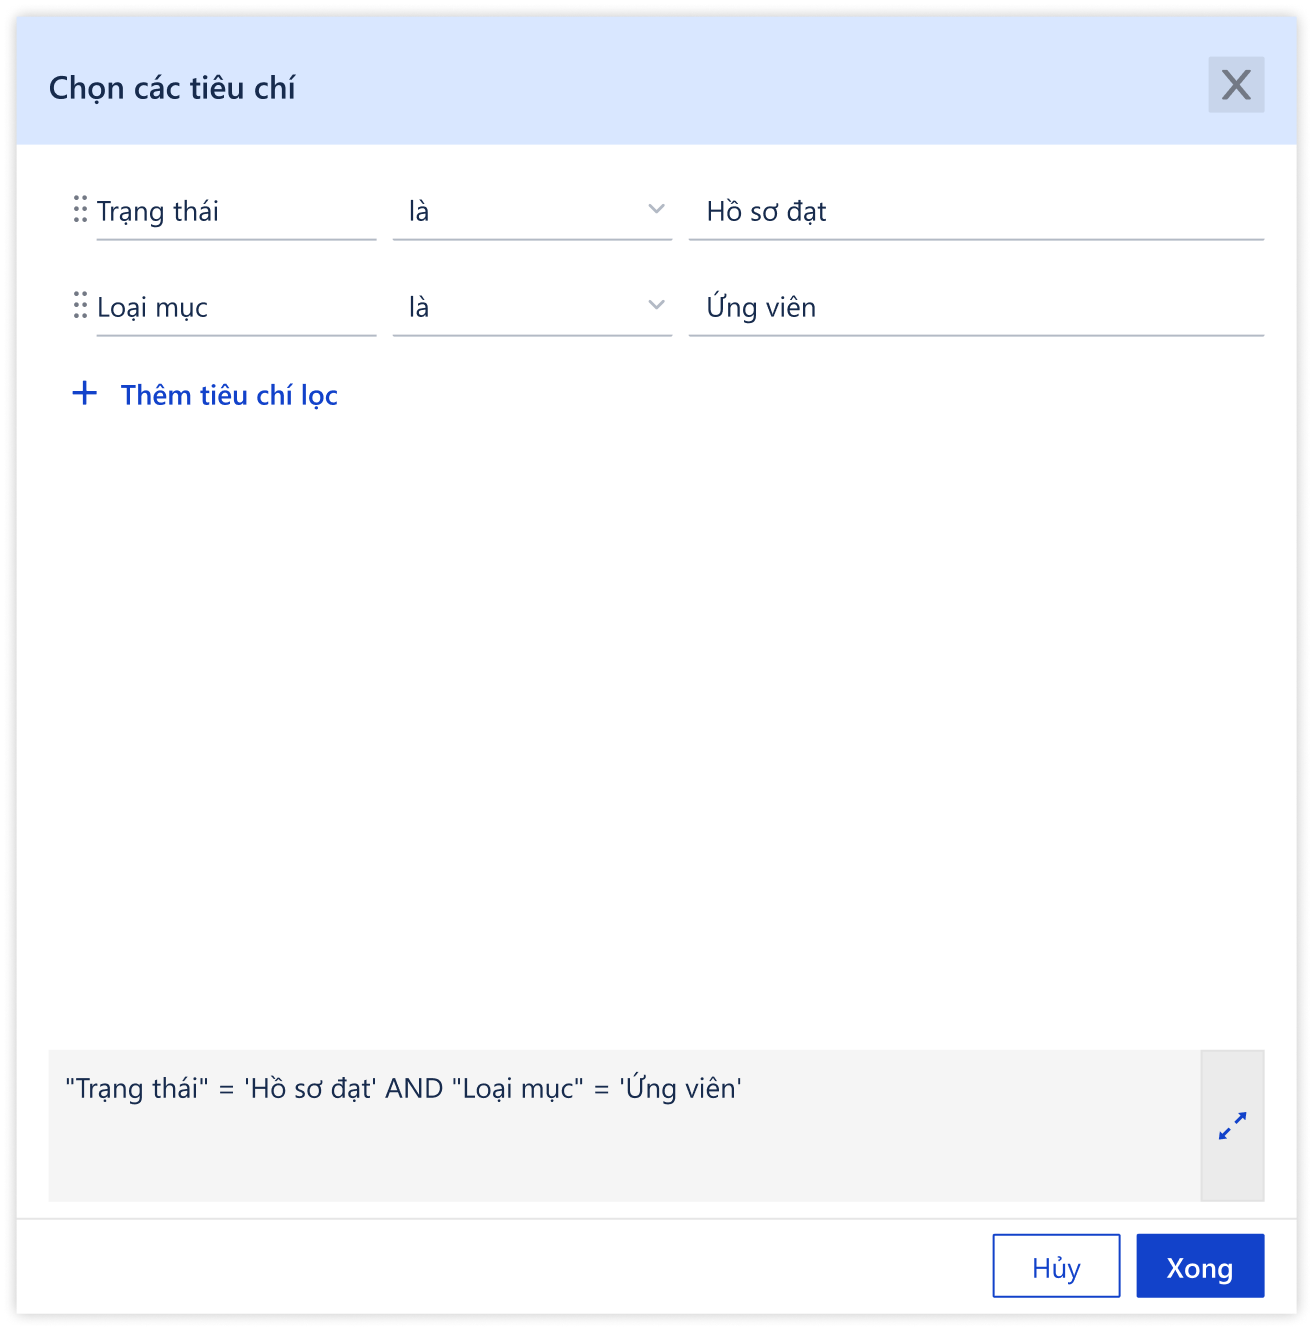 Chọn các tiêu chí
X
Trạng thái là Hồ sơ đạt
Loại mục là Ứng viên
+ Thêm tiêu chí lọc
"Trạng thái" = 'Hồ sơ đạt' AND "Loại mục" = 'Ứng viên'
Hủy Xong